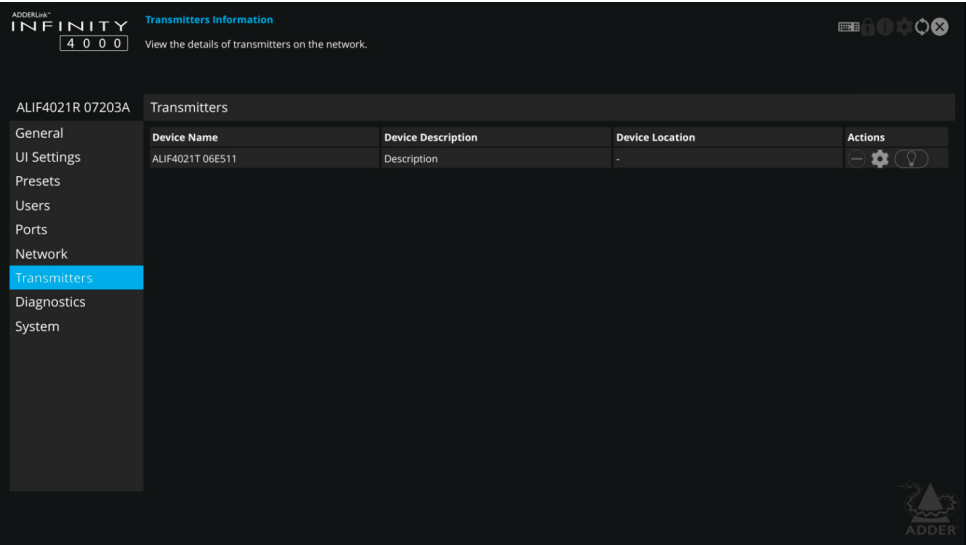 ADDERLink™
INFINITY
4000
Transmitters Information
View the details of transmitters on the network.
ALIF4021R 07203A
Transmitters
General
UI Settings
Presets
Users
Ports
Network
Transmitters
Diagnostics
System
Device Name Device Description Device Location Actions
ALIF4021T 06E511 Description -
ADDER